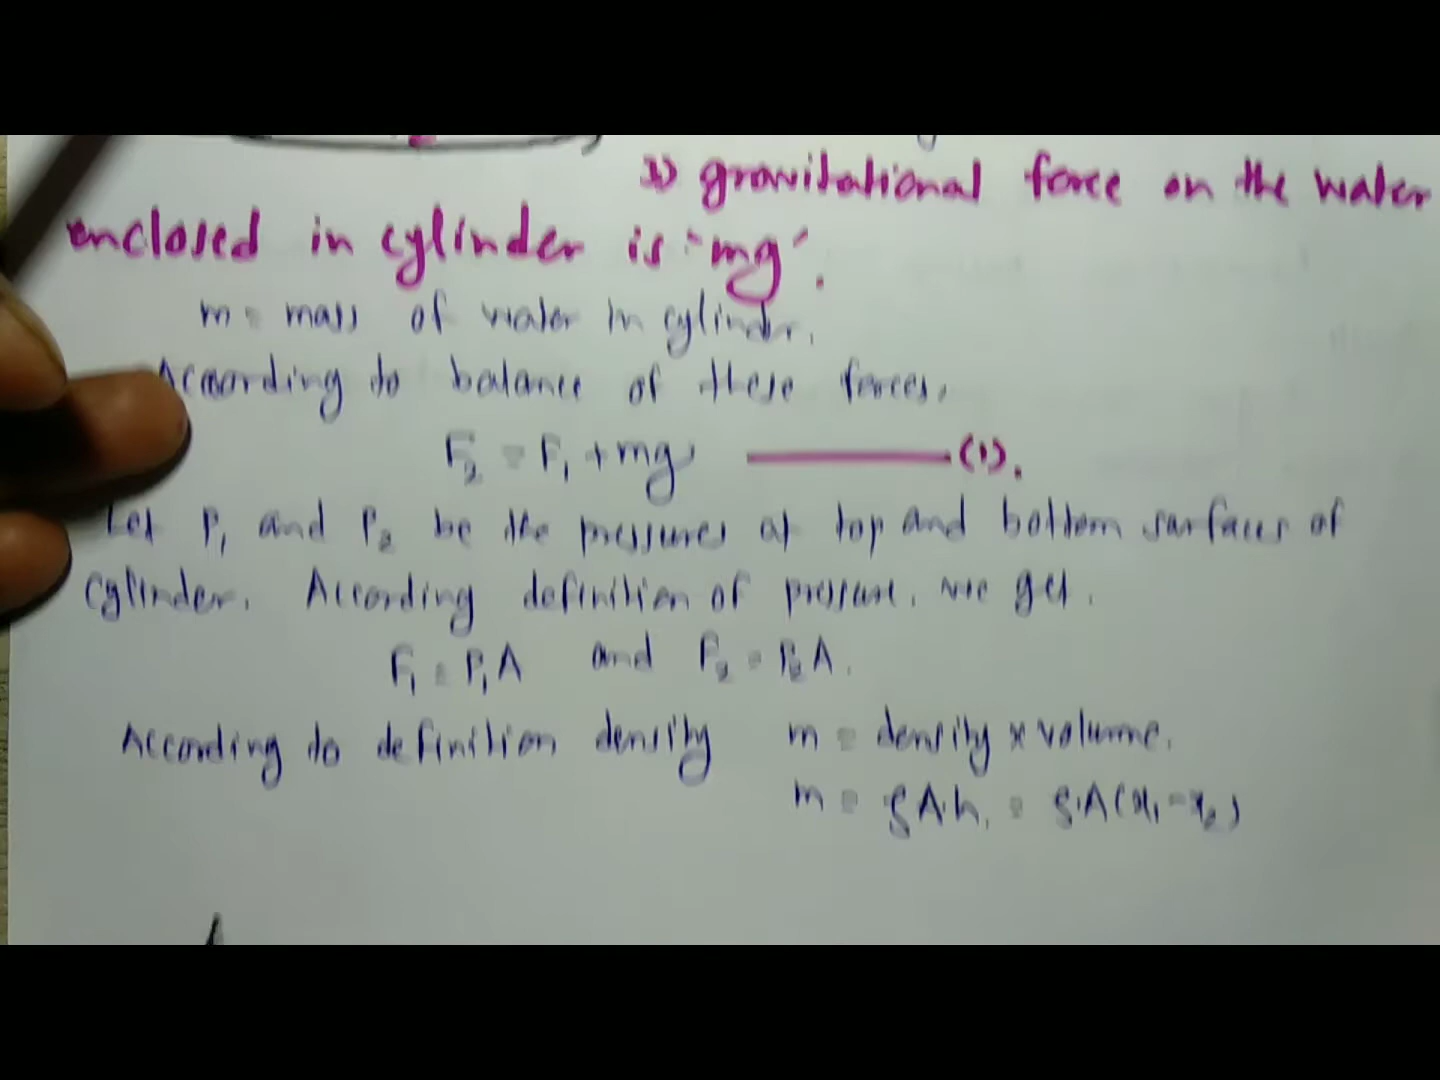 3) gravitational force on the water
enclosed in cylinder is "mg".
m = mass of water in cylinder.
According to balance of these forces,
F₂ = F₁ + mg ——— (1).
Let P₁ and P₂ be the pressures at top and bottom surfaces of
cylinder. According definition of pressure, we get.
F₁ = P₁A and F₂ = P₂A.
According to definition density m = density x volume.
m = ρA.h. = ρ.A(x₁-x₂)